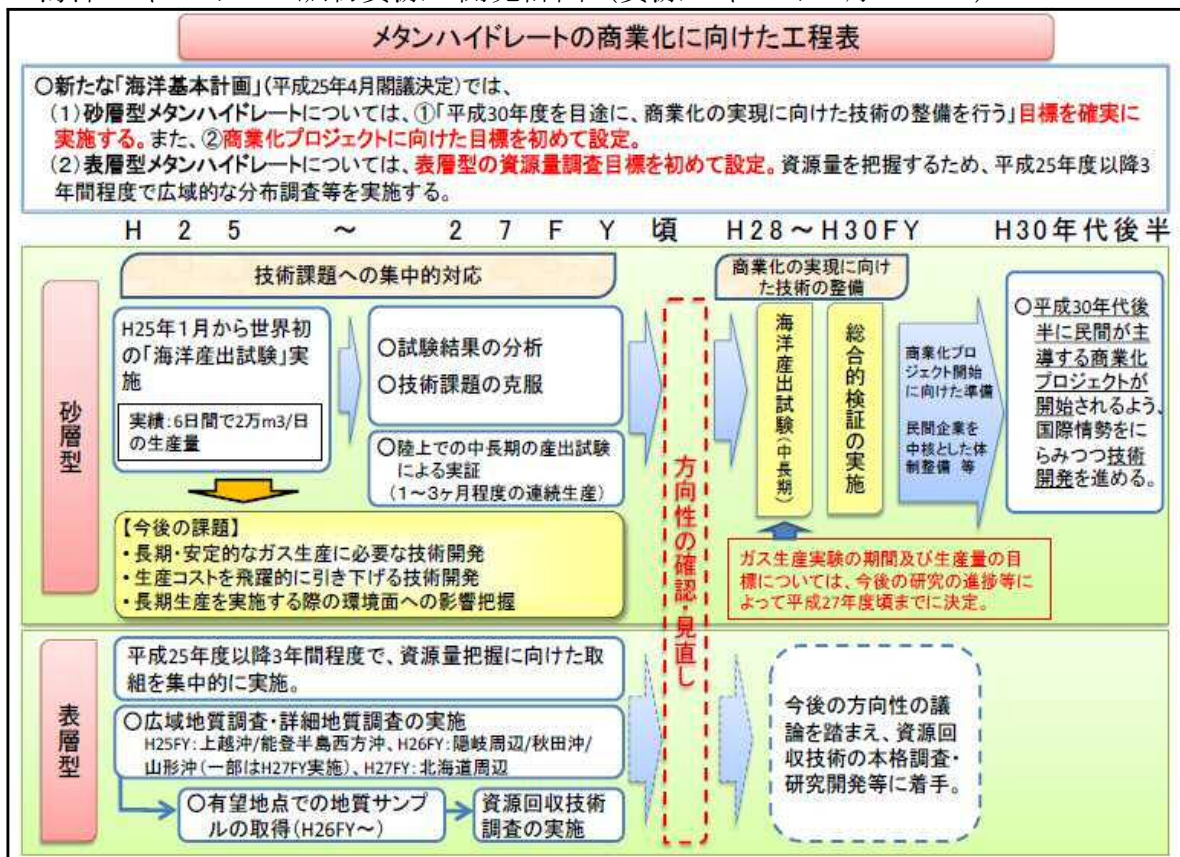 メタンハイドレートの商業化に向けた工程表
○新たな「海洋基本計画」(平成25年4月閣議決定)では、
(1)砂層型メタンハイドレートについては、①「平成30年度を目途に、商業化の実現に向けた技術の整備を行う」目標を確実に
実施する。また、②商業化プロジェクトに向けた目標を初めて設定。
(2)表層型メタンハイドレートについては、表層型の資源量調査目標を初めて設定。資源量を把握するため、平成25年度以降3
年間程度で広域的な分布調査等を実施する。
H25～27FY頃
H28～H30FY
H30年代後半
砂層型
技術課題への集中的対応
H25年1月から世界初
の「海洋産出試験」実
施
実績:6日間で2万m3/日
の生産量
○試験結果の分析
○技術課題の克服
○陸上での中長期の産出試験
による実証
(1～3ヶ月程度の連続生産)
【今後の課題】
・長期・安定的なガス生産に必要な技術開発
・生産コストを飛躍的に引き下げる技術開発
・長期生産を実施する際の環境面への影響把握
方向性の確認・見直し
商業化の実現に向け
た技術の整備
海洋産出試験(中長期)
総合的検証の実施
商業化プロ
ジェクト開始
に向けた準備
民間企業を
中核とした体
制整備 等
○平成30年代後
半に民間が主
導する商業化
プロジェクトが
開始されるよう、
国際情勢をに
らみつつ技術
開発を進める。
ガス生産実験の期間及び生産量の目
標については、今後の研究の進捗等に
よって平成27年度頃までに決定。
表層型
平成25年度以降3年間程度で、資源量把握に向けた取
組を集中的に実施。
○広域地質調査・詳細地質調査の実施
H25FY:上越沖/能登半島西方沖、H26FY:隠岐周辺/秋田沖/
山形沖(一部はH27FY実施)、H27FY:北海道周辺
○有望地点での地質サンプ
ルの取得(H26FY～)
資源回収技術
調査の実施
今後の方向性の議
論を踏まえ、資源回
収技術の本格調査・
研究開発等に着手。